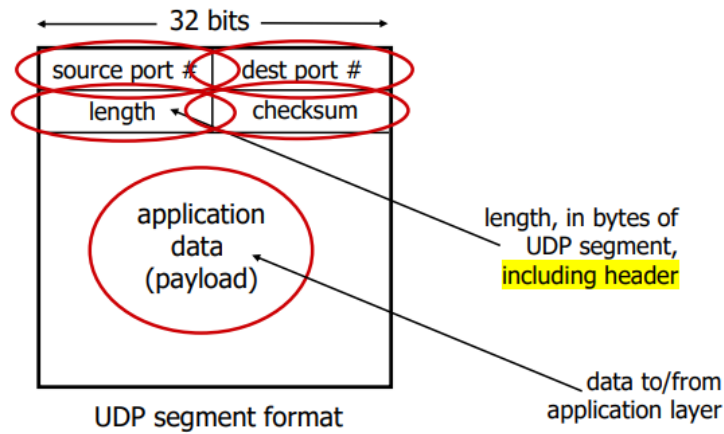 32 bits
source port # dest port #
length checksum
application
data
(payload)
length, in bytes of
UDP segment,
including header
data to/from
application layer
UDP segment format